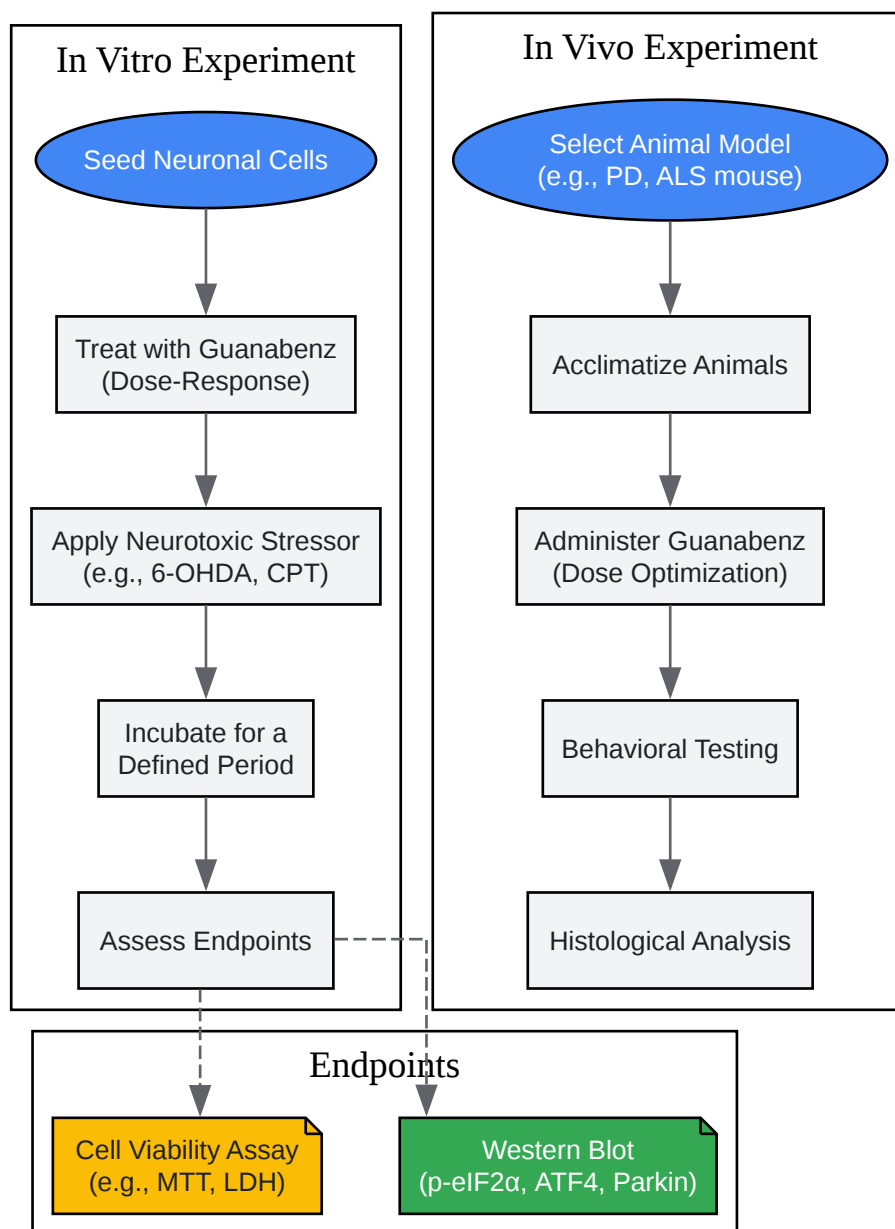 In Vitro Experiment
Seed Neuronal Cells
Treat with Guanabenz
(Dose-Response)
Apply Neurotoxic Stressor
(e.g., 6-OHDA, CPT)
Incubate for a
Defined Period
Assess Endpoints
In Vivo Experiment
Select Animal Model
(e.g., PD, ALS mouse)
Acclimatize Animals
Administer Guanabenz
(Dose Optimization)
Behavioral Testing
Histological Analysis
Endpoints
Cell Viability Assay
(e.g., MTT, LDH)
Western Blot
(p-eIF2α, ATF4, Parkin)